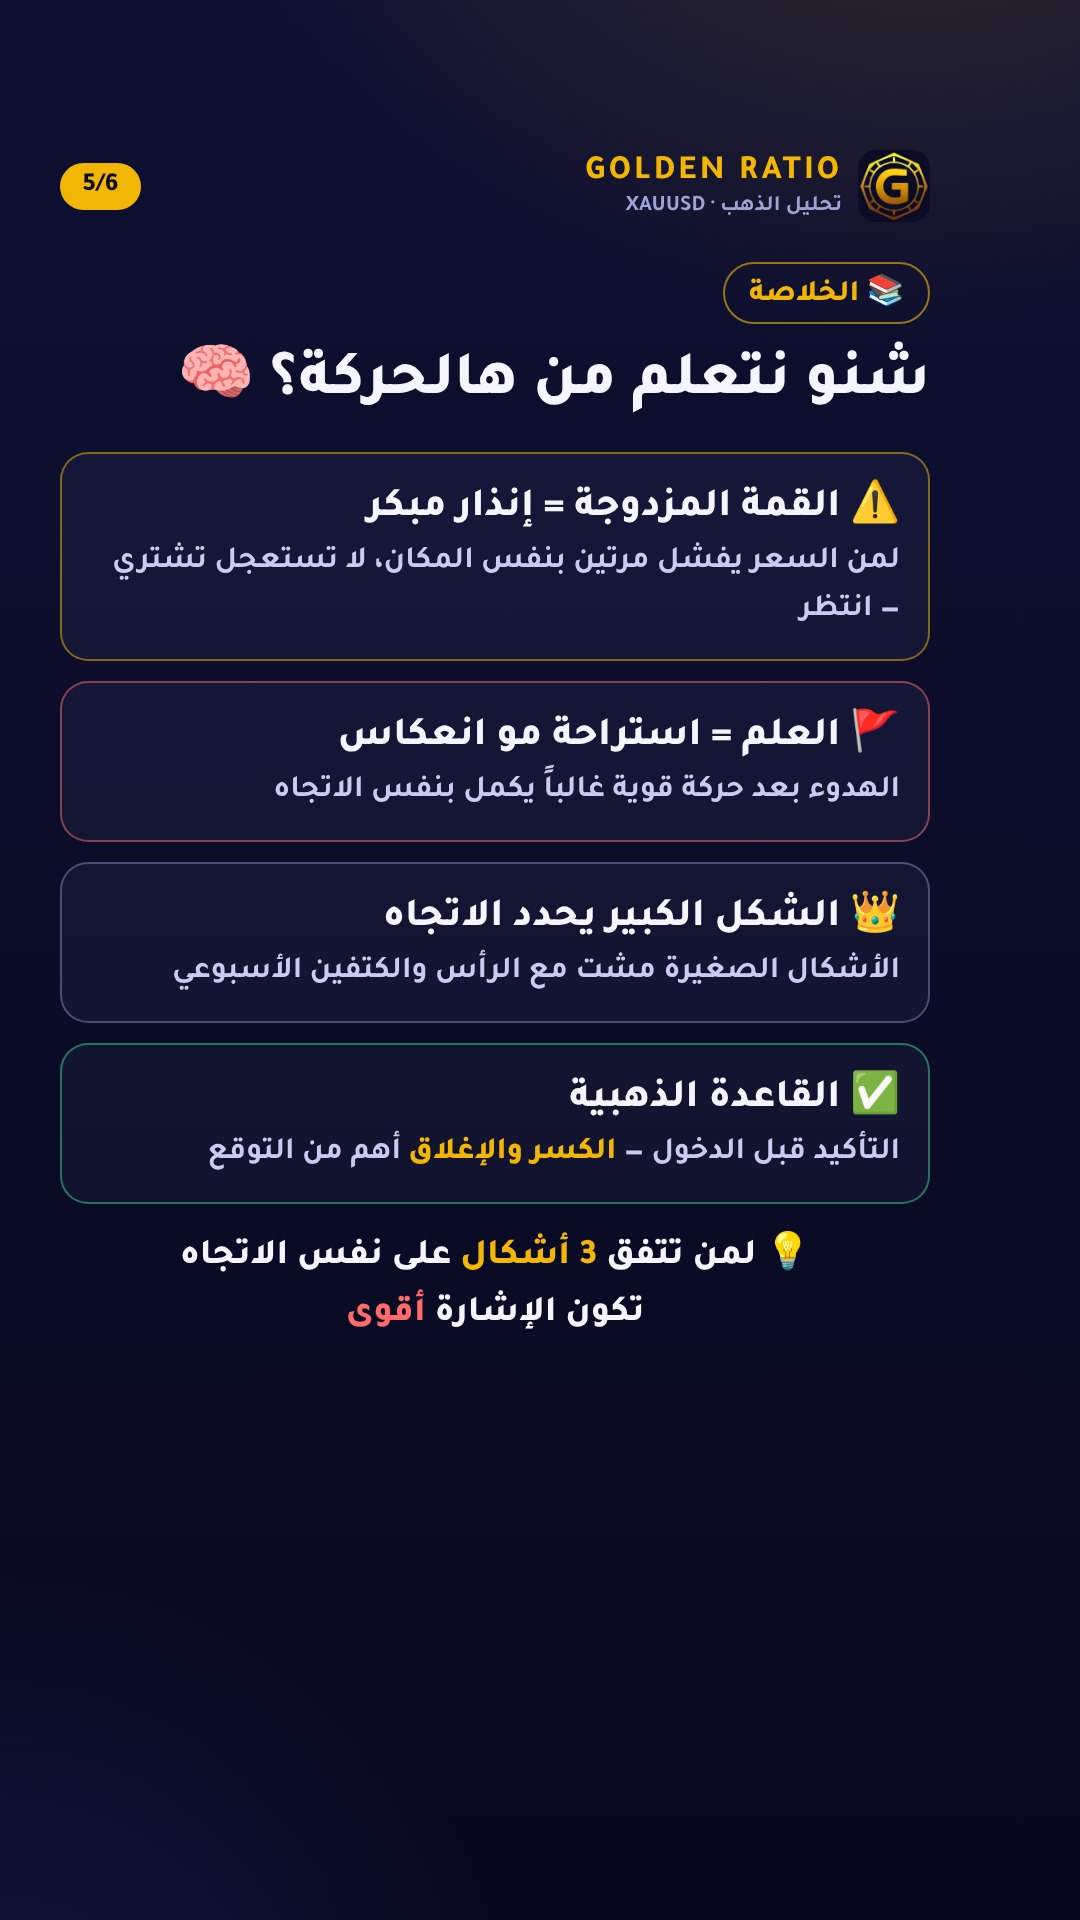 GOLDEN RATIO
تحليل الذهب · XAUUSD
5/6
📚 الخلاصة
شنو نتعلم من هالحركة؟ 🧠
⚠️ القمة المزدوجة = إنذار مبكر
لمن السعر يفشل مرتين بنفس المكان، لا تستعجل تشتري
– انتظر
🚩 العلم = استراحة مو انعكاس
الهدوء بعد حركة قوية غالباً يكمل بنفس الاتجاه
👑 الشكل الكبير يحدد الاتجاه
الأشكال الصغيرة مشت مع الرأس والكتفين الأسبوعي
✅ القاعدة الذهبية
التأكيد قبل الدخول – الكسر والإغلاق أهم من التوقع
💡 لمن تتفق 3 أشكال على نفس الاتجاه
تكون الإشارة أقوى